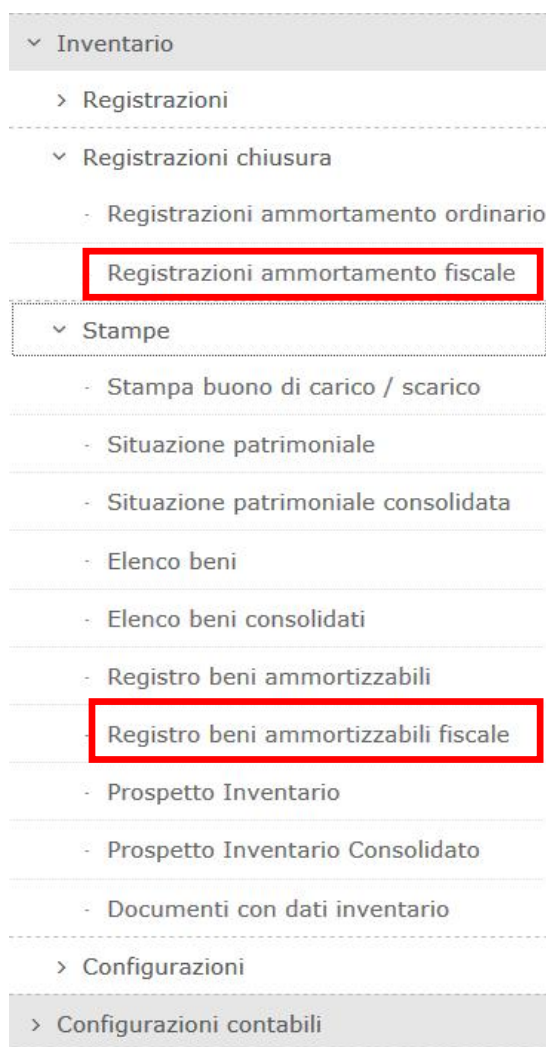 Inventario
Registrazioni
Registrazioni chiusura
Registrazioni ammortamento ordinario
Registrazioni ammortamento fiscale
Stampe
Stampa buono di carico / scarico
Situazione patrimoniale
Situazione patrimoniale consolidata
Elenco beni
Elenco beni consolidati
Registro beni ammortizzabili
Registro beni ammortizzabili fiscale
Prospetto Inventario
Prospetto Inventario Consolidato
Documenti con dati inventario
Configurazioni
Configurazioni contabili